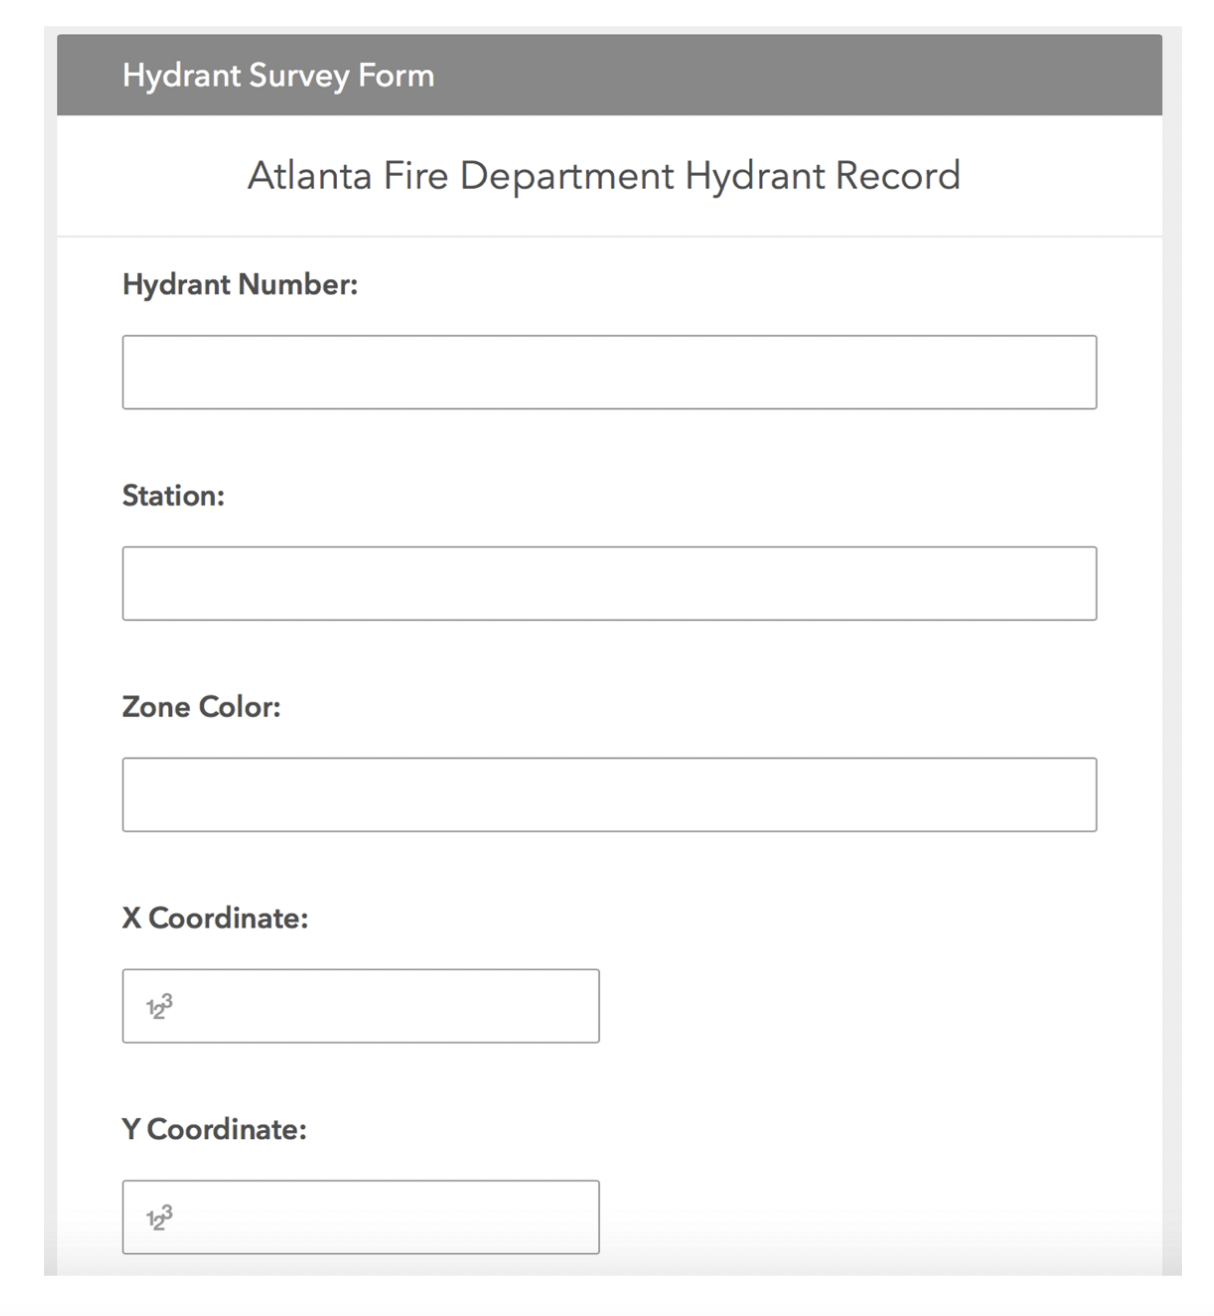 Hydrant Survey Form
Atlanta Fire Department Hydrant Record
Hydrant Number:
Station:
Zone Color:
X Coordinate:
123
Y Coordinate:
123